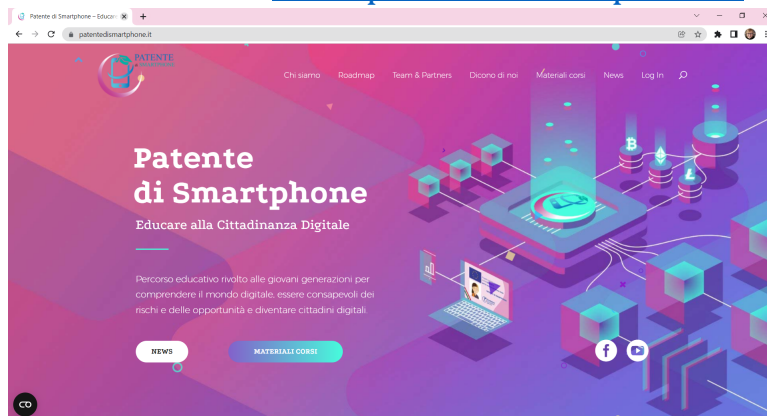 Patente di Smartphone – Educare
patentedismartphone.it
PATENTE
Chi siamo
Roadmap
Team & Partners
Dicono di noi
Materiali corsi
News
Log In
Patente
di Smartphone
Educare alla Cittadinanza Digitale
Percorso educativo rivolto alle giovani generazioni per
comprendere il mondo digitale, essere consapevoli dei
rischi e delle opportunità e diventare cittadini digitali.
NEWS
MATERIALI CORSI